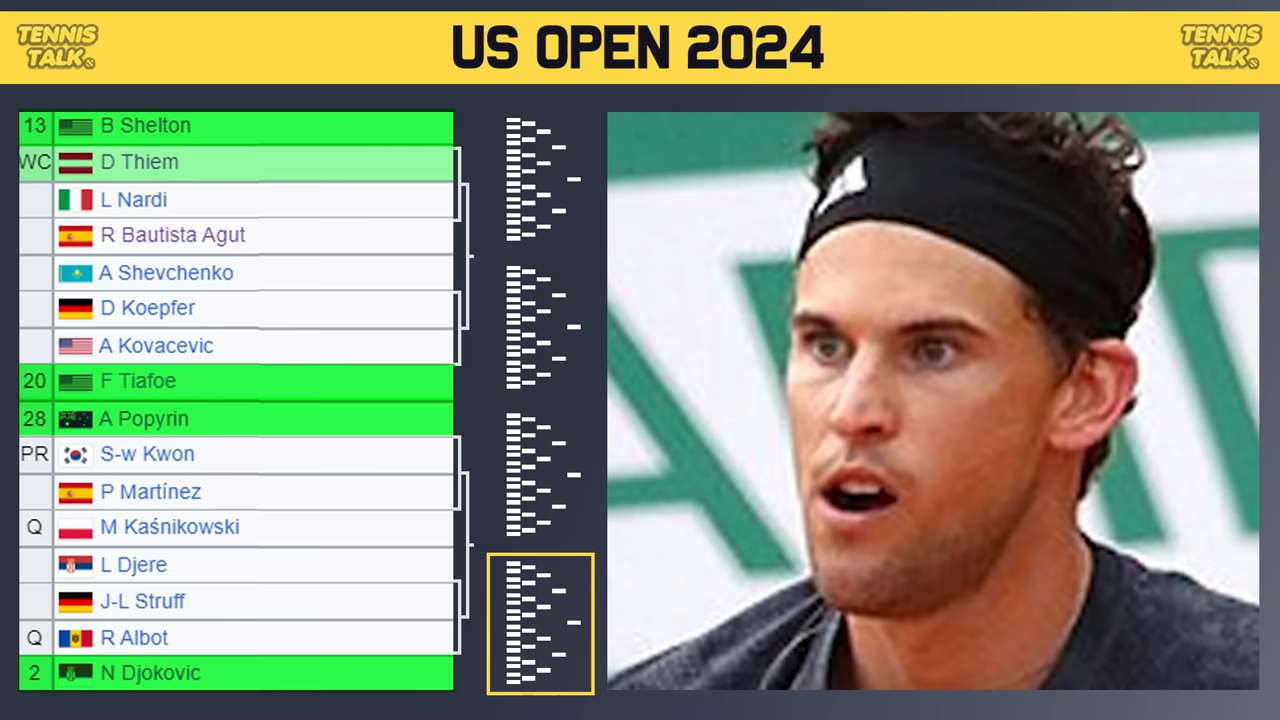 TENNIS
TALK
US OPEN 2024
TENNIS
TALK
13 B Shelton
WC D Thiem
L Nardi
R Bautista Agut
A Shevchenko
D Koepfer
A Kovacevic
20 F Tiafoe
28 A Popyrin
PR S-w Kwon
P Martínez
Q M Kaśnikowski
L Djere
J-L Struff
Q R Albot
2 N Djokovic